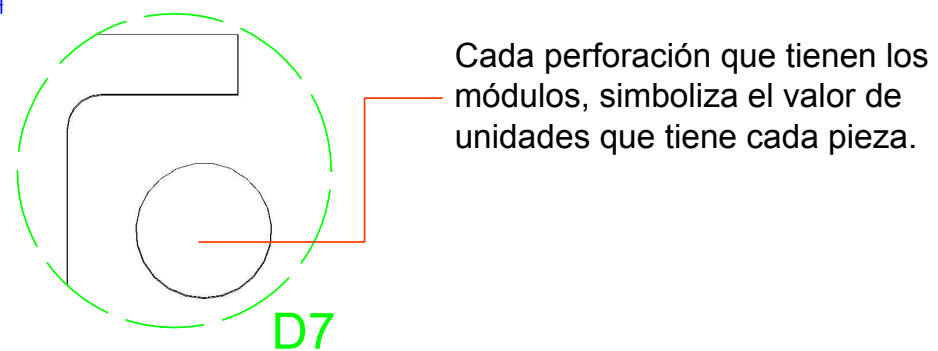 Cada perforación que tienen los
módulos, simboliza el valor de
unidades que tiene cada pieza.
D7